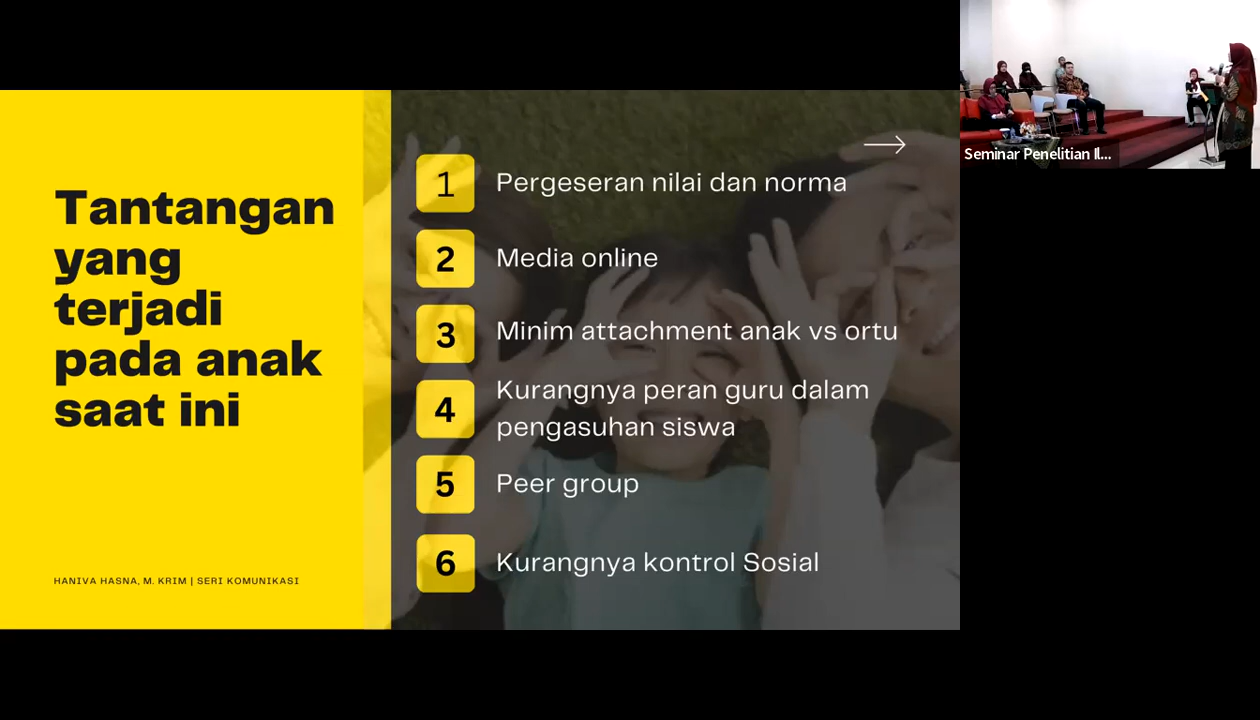 Tantangan
yang
terjadi
pada anak
saat ini
HANIVA HASNA, M. KRIM | SERI KOMUNIKASI
1 Pergeseran nilai dan norma
2 Media online
3 Minim attachment anak vs ortu
4 Kurangnya peran guru dalam
pengasuhan siswa
5 Peer group
6 Kurangnya kontrol Sosial
Seminar Penelitian Il...